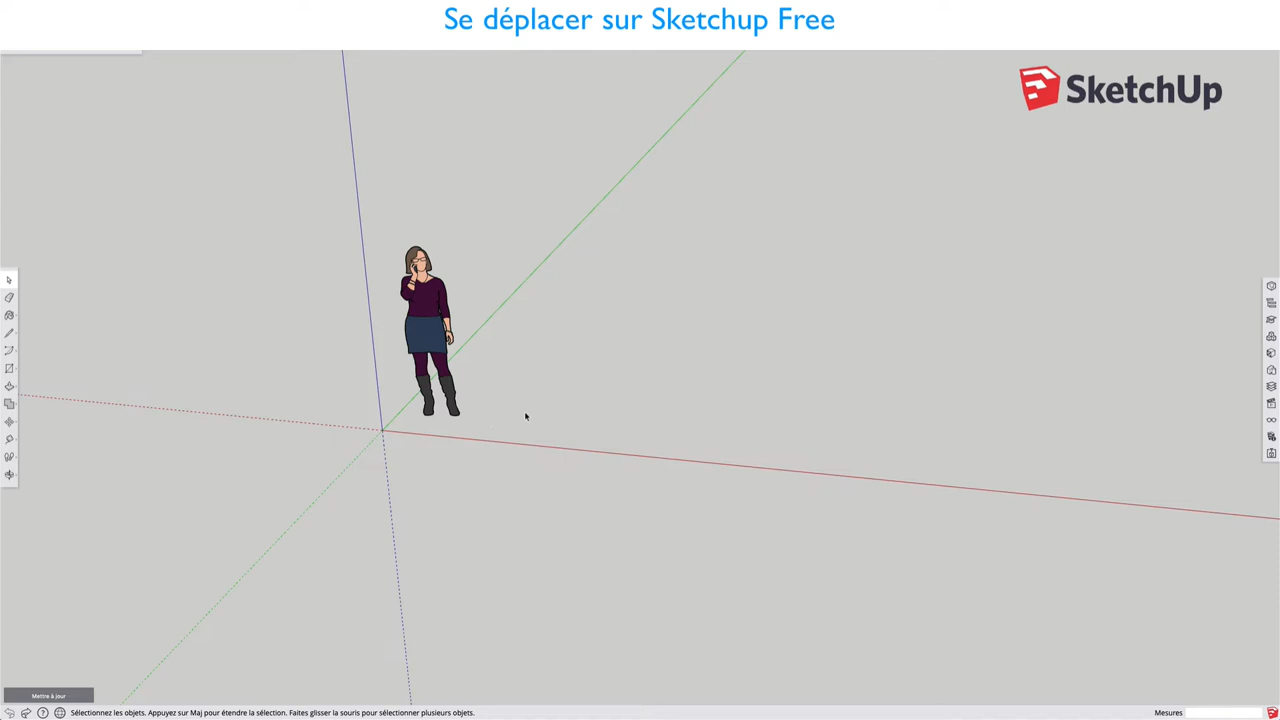 Se déplacer sur Sketchup Free
SketchUp
Mettre à jour
Sélectionnez les objets. Appuyez sur Maj pour étendre la sélection. Faites glisser la souris pour sélectionner plusieurs objets.
Mesures